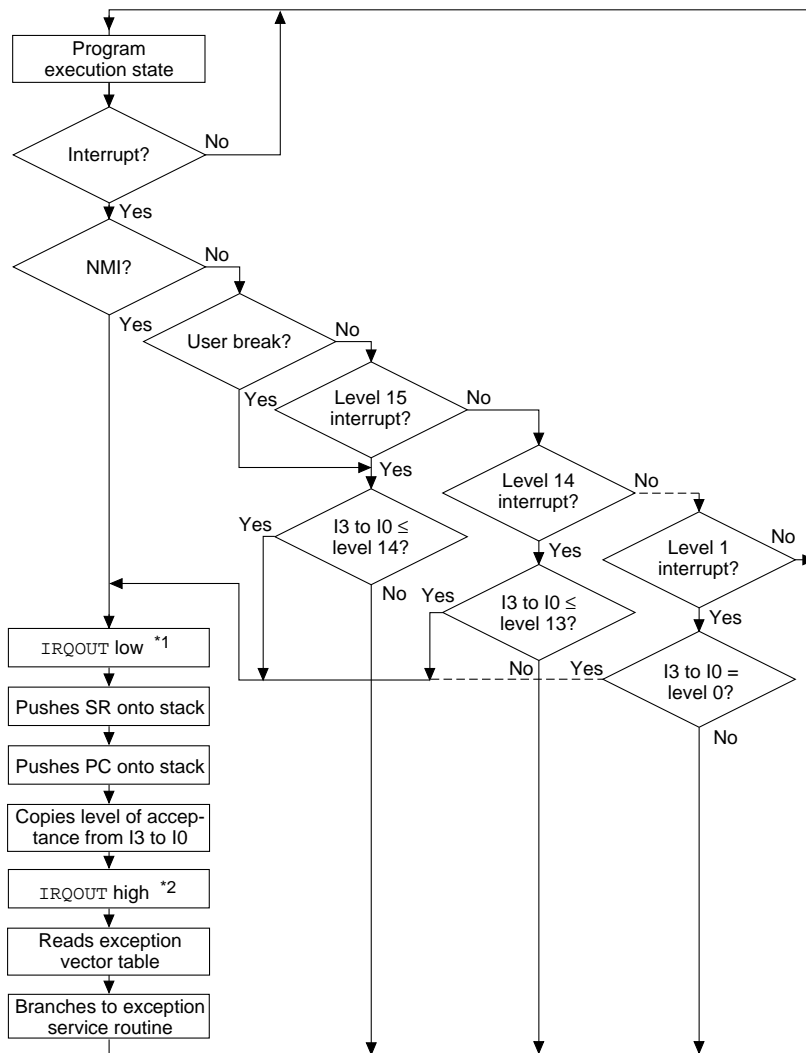 Program
execution state
No
Interrupt?
Yes
No
NMI?
Yes
No
User break?
Yes
No
Level 15
interrupt?
Yes
No
Level 14
interrupt?
Yes
No
Level 1
interrupt?
No
Yes
Yes
I3 to I0 ≤
level 14?
No
Yes
I3 to I0 ≤
level 13?
No
Yes
I3 to I0 =
level 0?
No
IRQOUT low *1
Pushes SR onto stack
Pushes PC onto stack
Copies level of accep-
tance from I3 to I0
IRQOUT high *2
Reads exception
vector table
Branches to exception
service routine